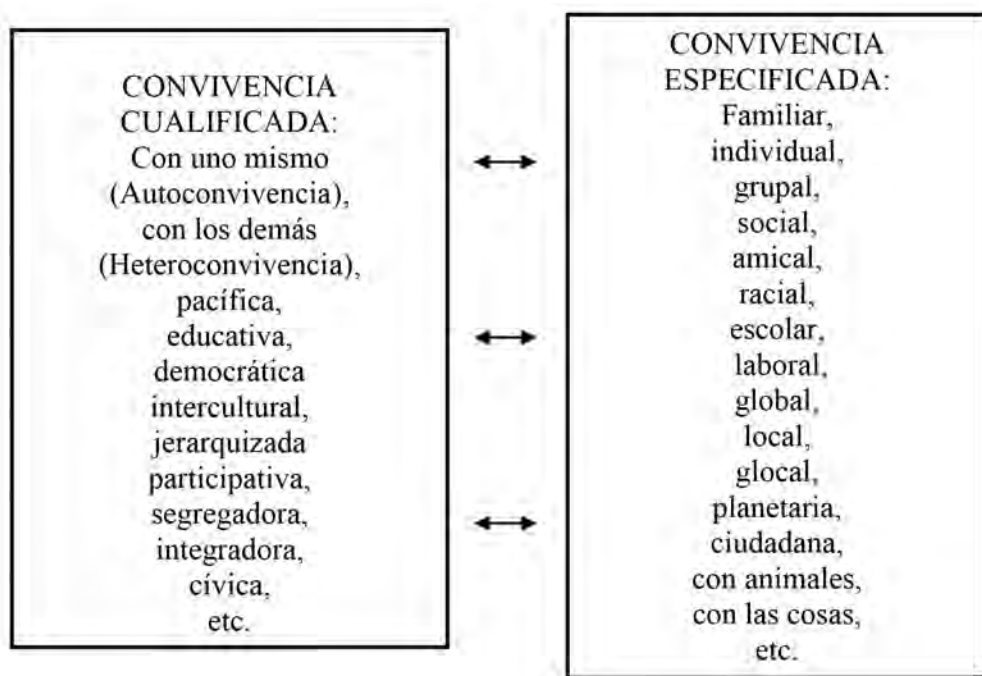 CONVIVENCIA
CUALIFICADA:
Con uno mismo
(Autoconvivencia),
con los demás
(Heteroconvivencia),
pacífica,
educativa,
democrática
intercultural,
jerarquizada
participativa,
segregadora,
integradora,
cívica,
etc.
CONVIVENCIA
ESPECIFICADA:
Familiar,
individual,
grupal,
social,
amical,
racial,
escolar,
laboral,
global,
local,
glocal,
planetaria,
ciudadana,
con animales,
con las cosas,
etc.